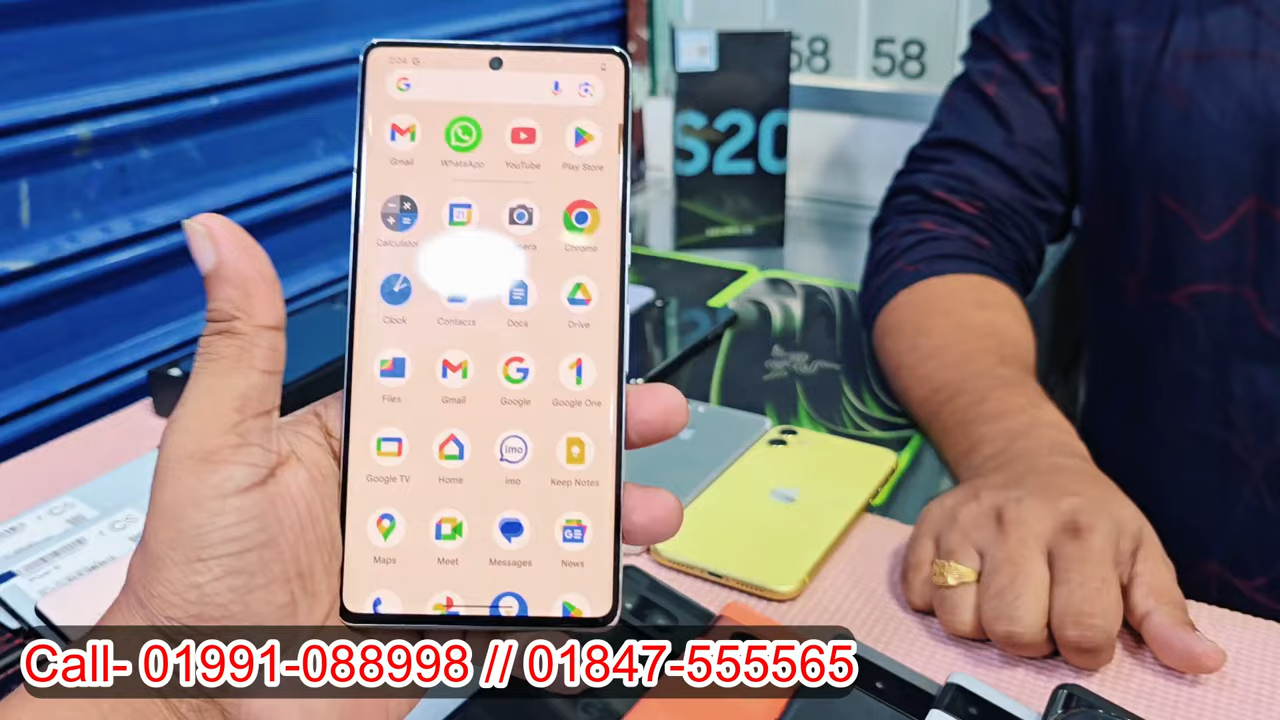 58 58
S20
Gmail WhatsApp YouTube Play Store
Calculator Chrome
Clock Contacts Docs Drive
Files Gmail Google Google One
Google TV Home imo Keep Notes
imo
Maps Meet Messages News
Call- 01991-088998 // 01847-555565